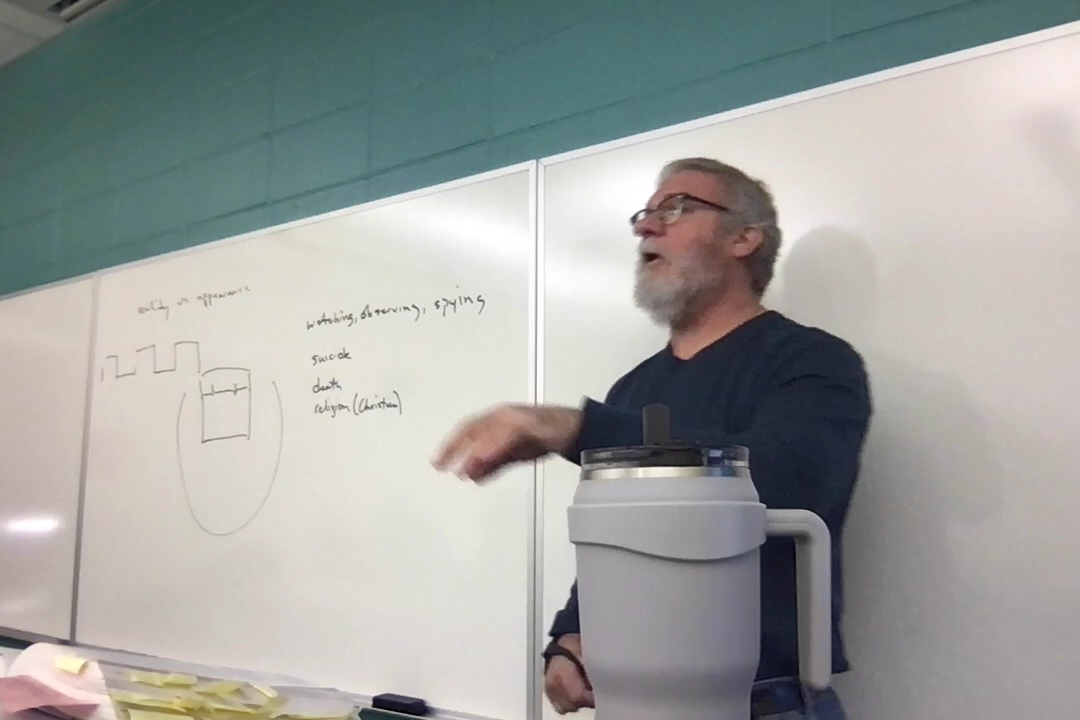 reality vs appearance
watching, observing, spying
suicide
death
religion (Christian)